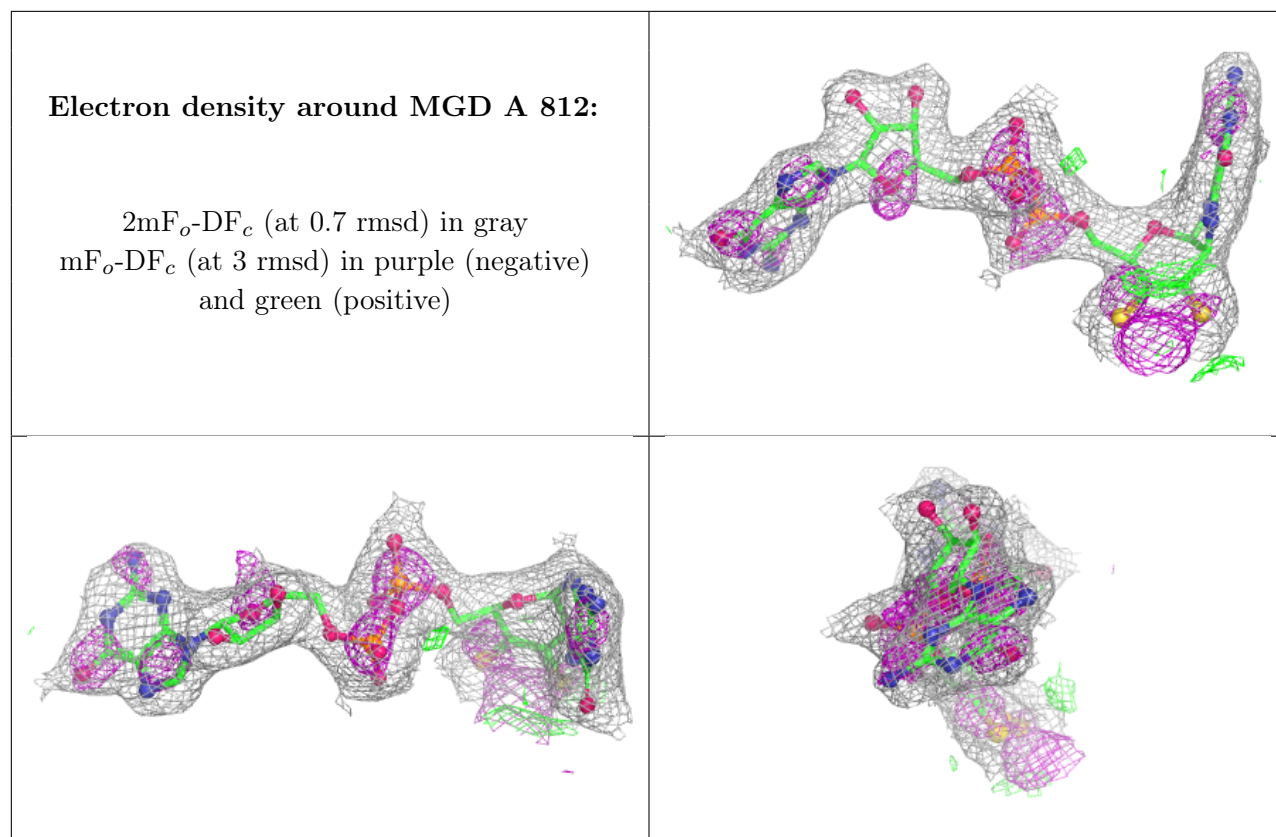 Electron density around MGD A 812:
2mFₒ-DF𝑐 (at 0.7 rmsd) in gray
mFₒ-DF𝑐 (at 3 rmsd) in purple (negative)
and green (positive)